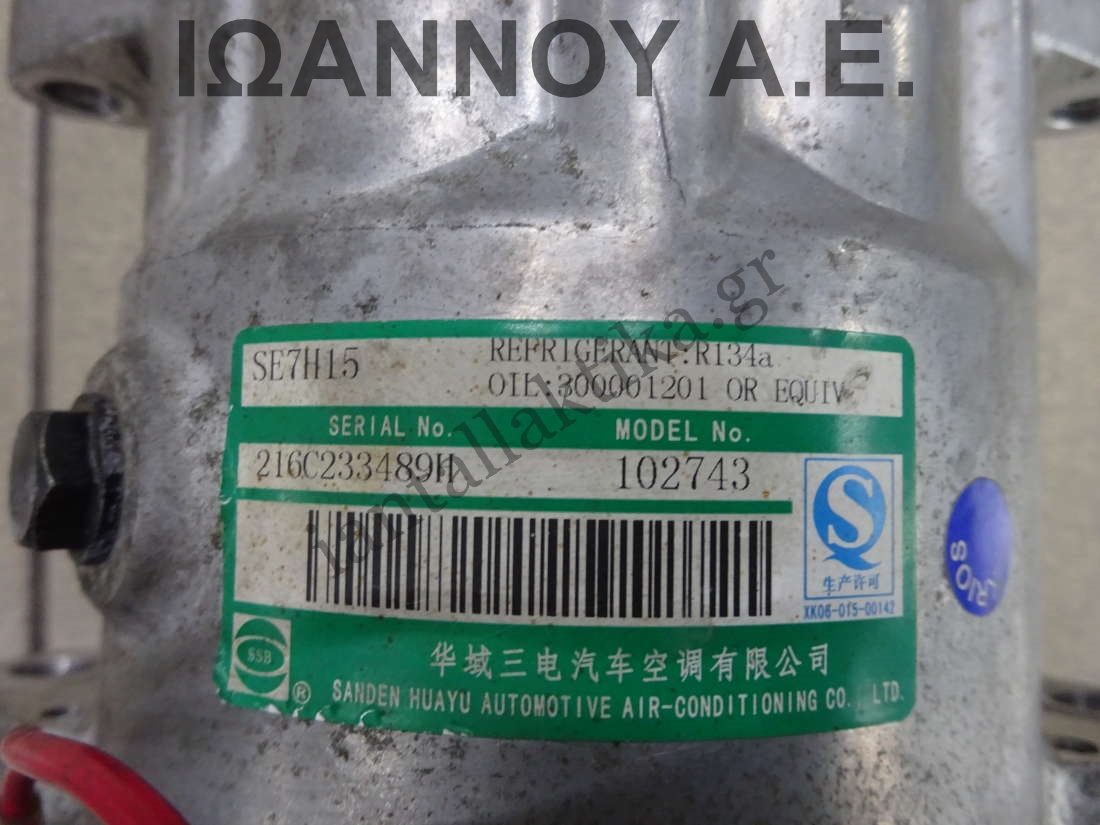 ΙΩΑΝΝΟΥ Α.Ε.
iantallaktika.gr
SE7H15
REFRIGERANT:R134a
OIL:300001201 OR EQUIV
SERIAL No.
MODEL No.
216C233489H
102743
S
生产许可
XK06-015-00142
SSB
®
华域三电汽车空调有限公司
SANDEN HUAYU AUTOMOTIVE AIR-CONDITIONING CO., LTD.